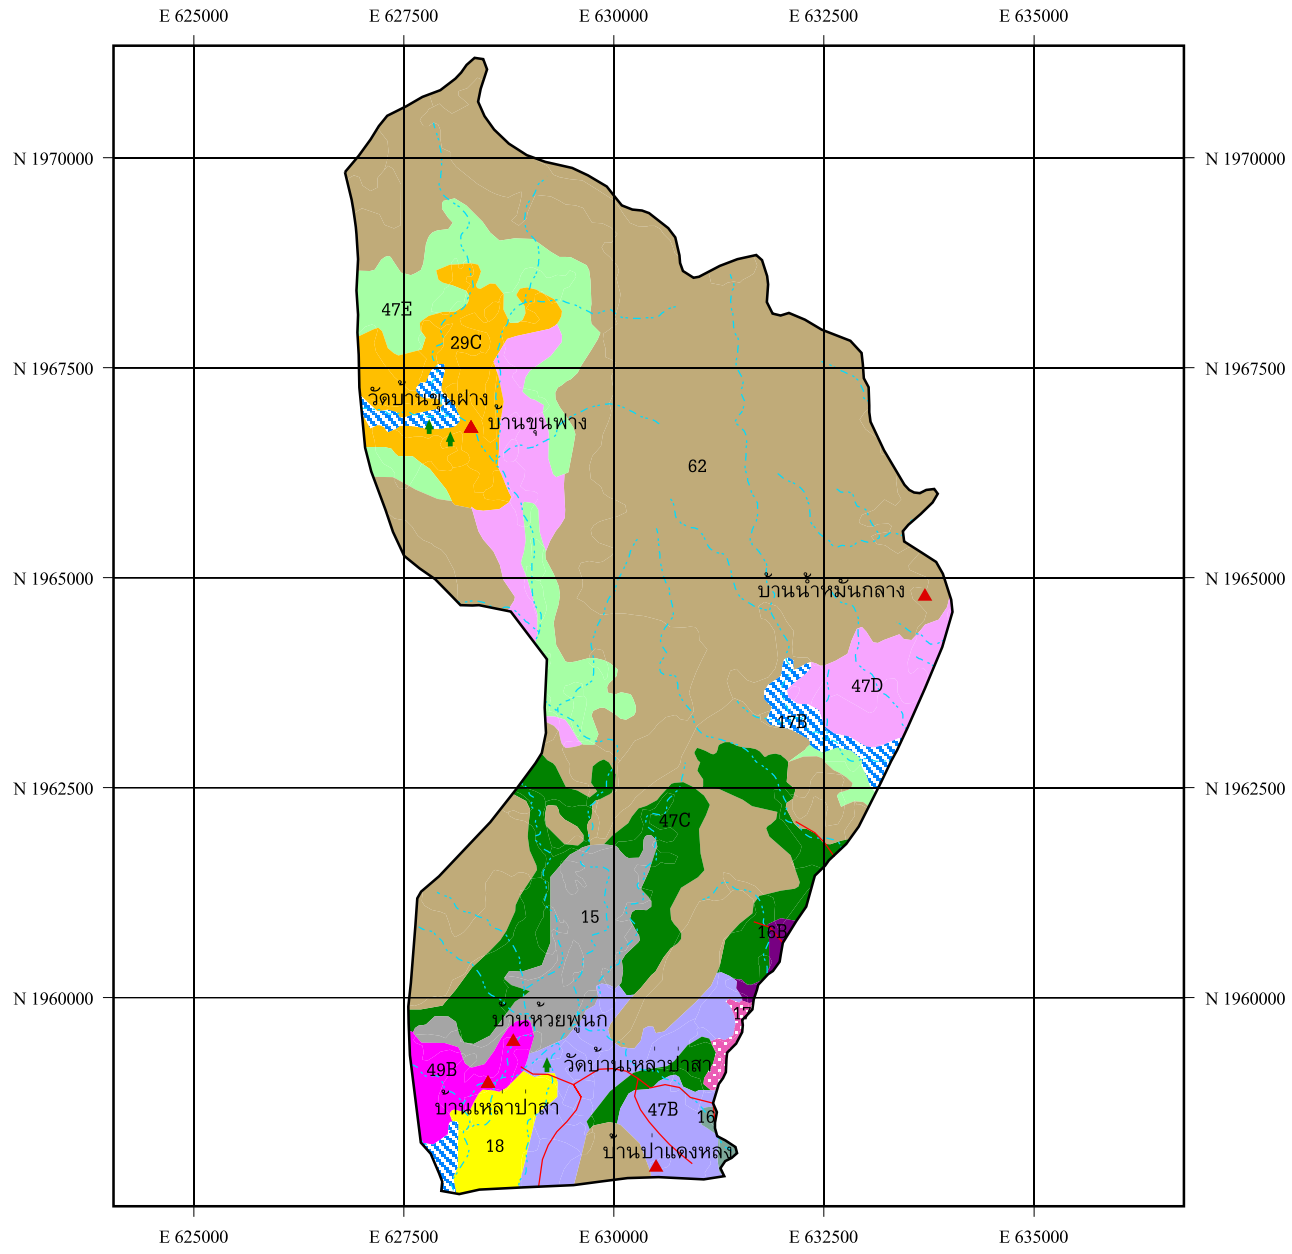 E 625000 E 627500 E 630000 E 632500 E 635000
N 1970000 N 1970000
47E
29C
N 1967500 N 1967500
วัดบ้านขุนฝาง
บ้านขุนฟาง
62
N 1965000 N 1965000
บ้านน้ำหมันกลาง
47D
17B
N 1962500 N 1962500
47C
15
16B
N 1960000 N 1960000
17
บ้านห้วยพูนก
วัดบ้านเหลาปาสา
49B
บ้านเหลาปาสา
47B
16
18
บ้านปาแดงหลง
E 625000 E 627500 E 630000 E 632500 E 635000